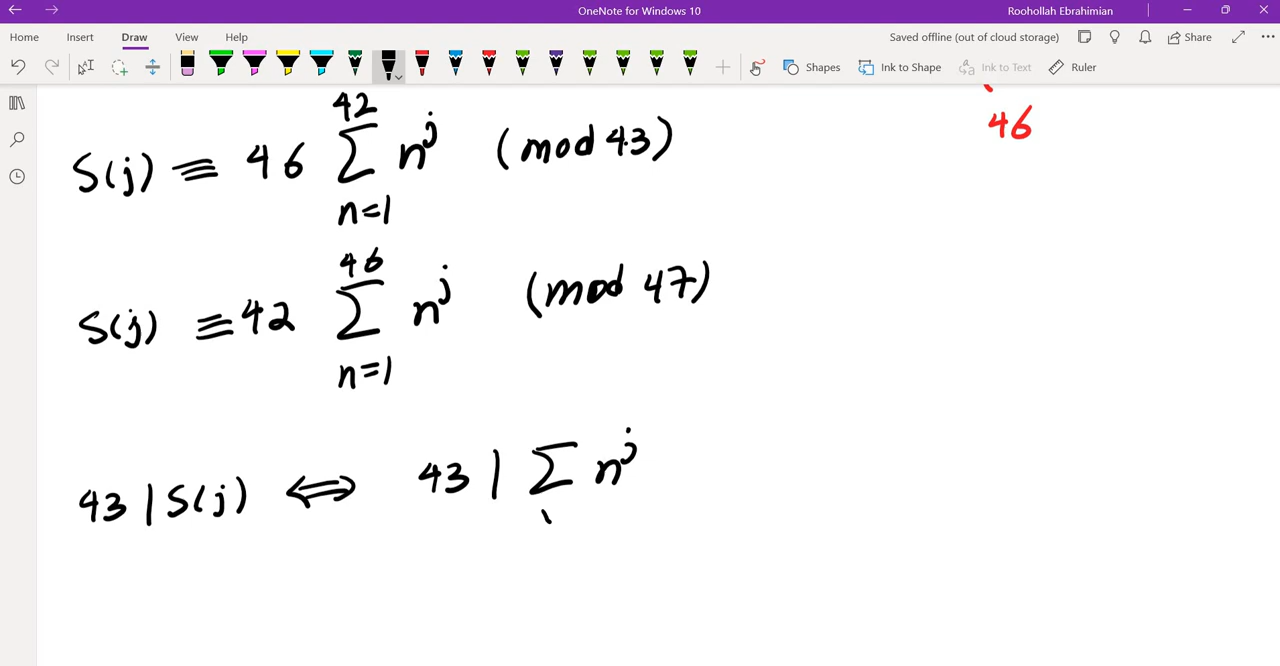 OneNote for Windows 10
Roohollah Ebrahimian
Home Insert Draw View Help
Saved offline (out of cloud storage) Share
Shapes Ink to Shape Ink to Text Ruler
46
S(j) ≡ 46 ∑_{n=1}^{42} n^j (mod 43)
S(j) ≡ 42 ∑_{n=1}^{46} n^j (mod 47)
43 | S(j) ⟺ 43 | ∑ n^j